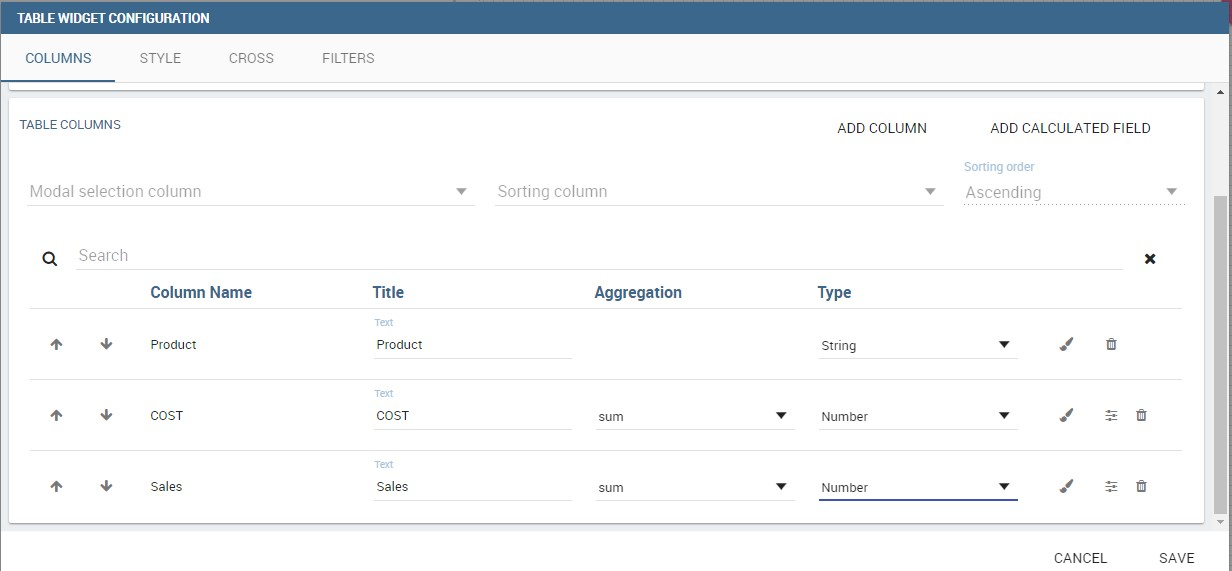 TABLE WIDGET CONFIGURATION
COLUMNS STYLE CROSS FILTERS
TABLE COLUMNS
ADD COLUMN ADD CALCULATED FIELD
Sorting order
Modal selection column Sorting column Ascending
Search
Column Name Title Aggregation Type
Text
Product Product String
Text
COST COST sum Number
Text
Sales Sales sum Number
CANCEL SAVE